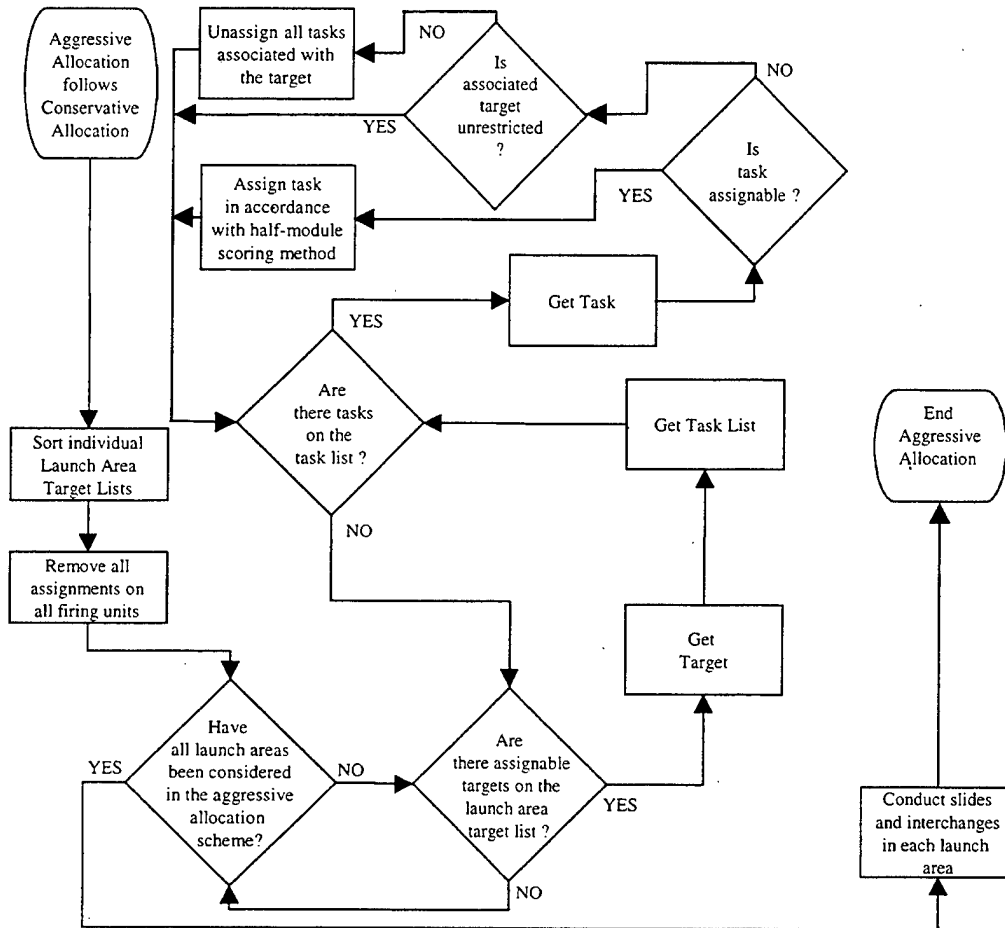 Aggressive
Allocation
follows
Conservative
Allocation
Unassign all tasks
associated with
the target
NO
Is
associated
target
unrestricted
?
YES
NO
Is
task
assignable ?
YES
Assign task
in accordance
with half-module
scoring method
Get Task
YES
Are
there tasks
on the
task list ?
NO
Get Task List
End
Aggressive
Allocation
Sort individual
Launch Area
Target Lists
Remove all
assignments on
all firing units
Get
Target
Have
all launch areas
been considered
in the aggressive
allocation
scheme?
YES
NO
Are
there assignable
targets on the
launch area
target list ?
YES
NO
Conduct slides
and interchanges
in each launch
area